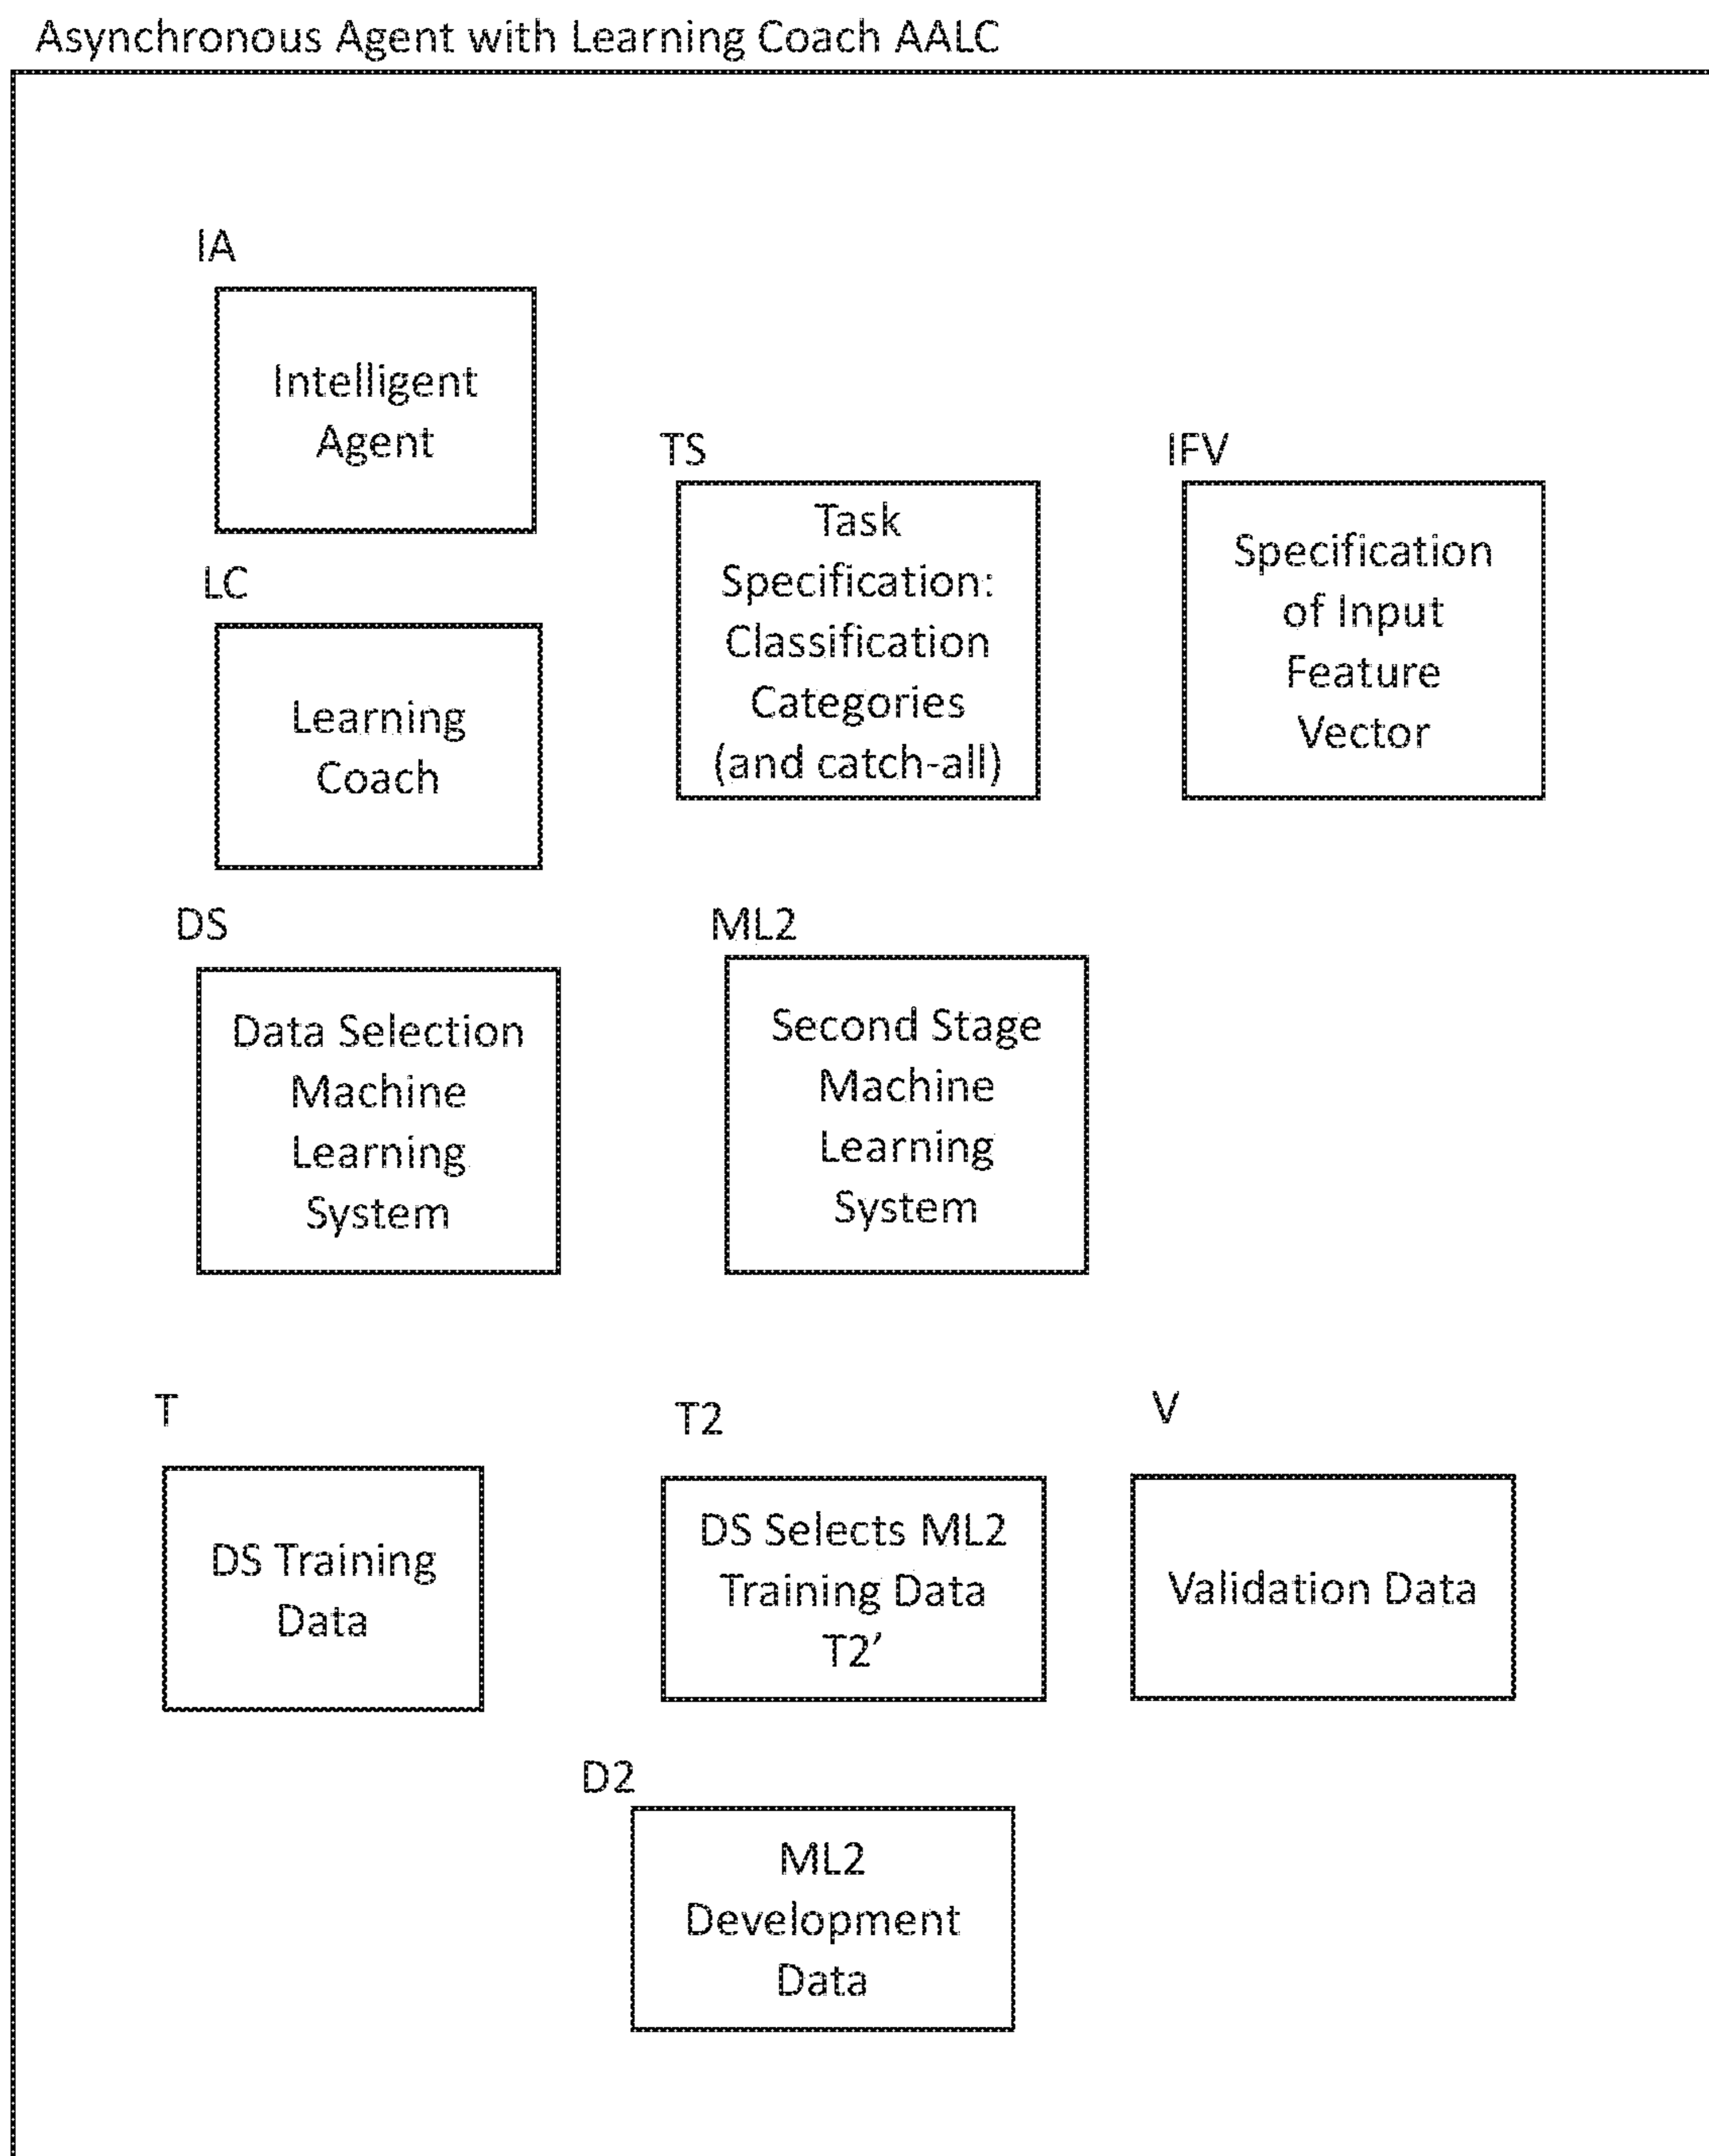 Asynchronous Agent with Learning Coach AALC
IA
Intelligent
Agent
LC
Learning
Coach
TS
Task
Specification:
Classification
Categories
(and catch-all)
IFV
Specification
of Input
Feature
Vector
DS
Data Selection
Machine
Learning
System
ML2
Second Stage
Machine
Learning
System
T
DS Training
Data
T2
DS Selects ML2
Training Data
T2’
V
Validation Data
D2
ML2
Development
Data